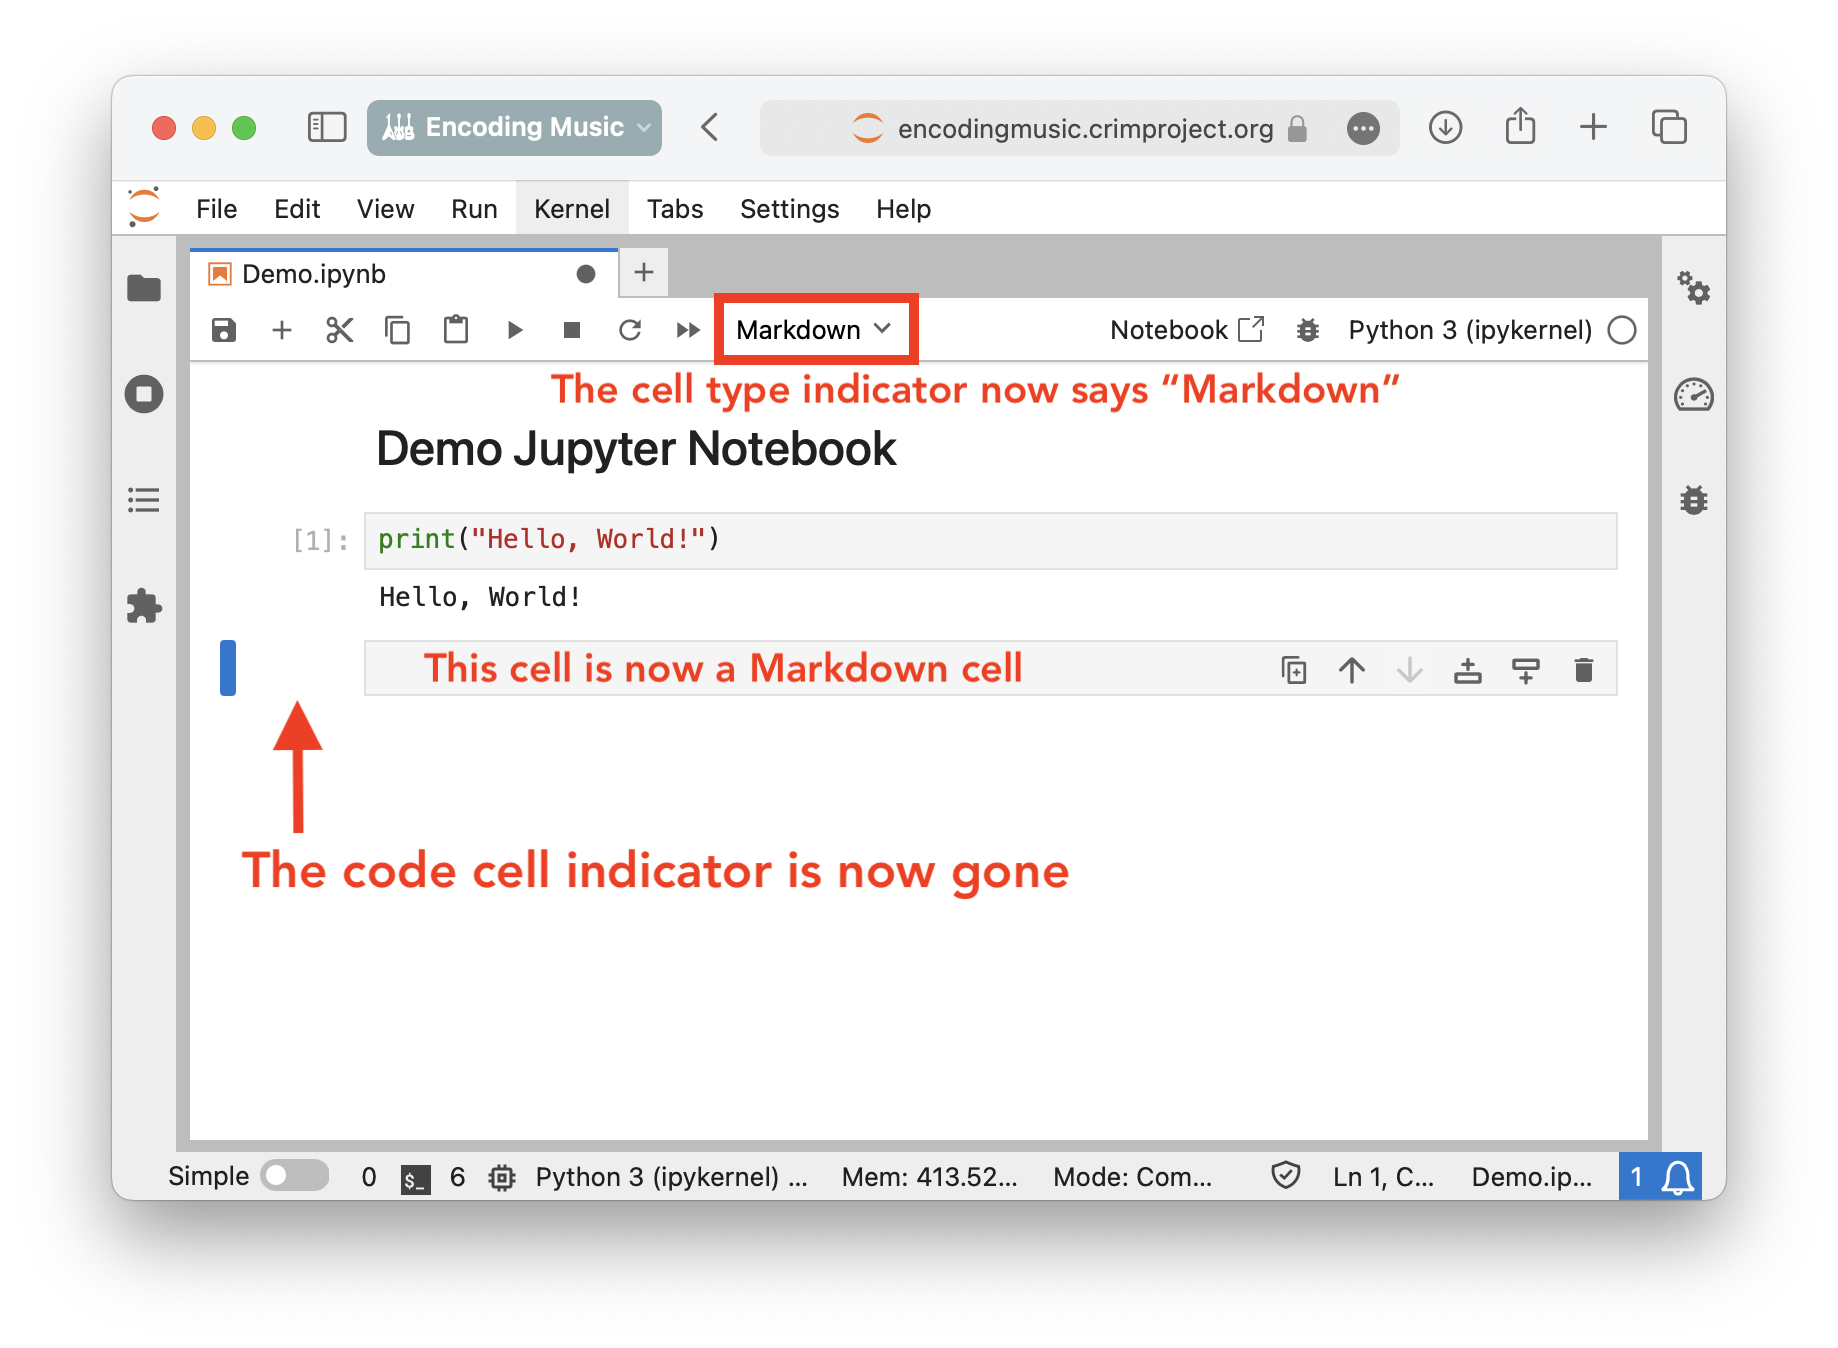 Encoding Music
encodingmusic.crimproject.org
File Edit View Run Kernel Tabs Settings Help
Demo.ipynb
Markdown
Notebook
Python 3 (ipykernel)
The cell type indicator now says “Markdown”
Demo Jupyter Notebook
[1]: print("Hello, World!")
Hello, World!
This cell is now a Markdown cell
The code cell indicator is now gone
Simple 0 $_ 6 Python 3 (ipykernel) ... Mem: 413.52... Mode: Com... Ln 1, C... Demo.ip... 1